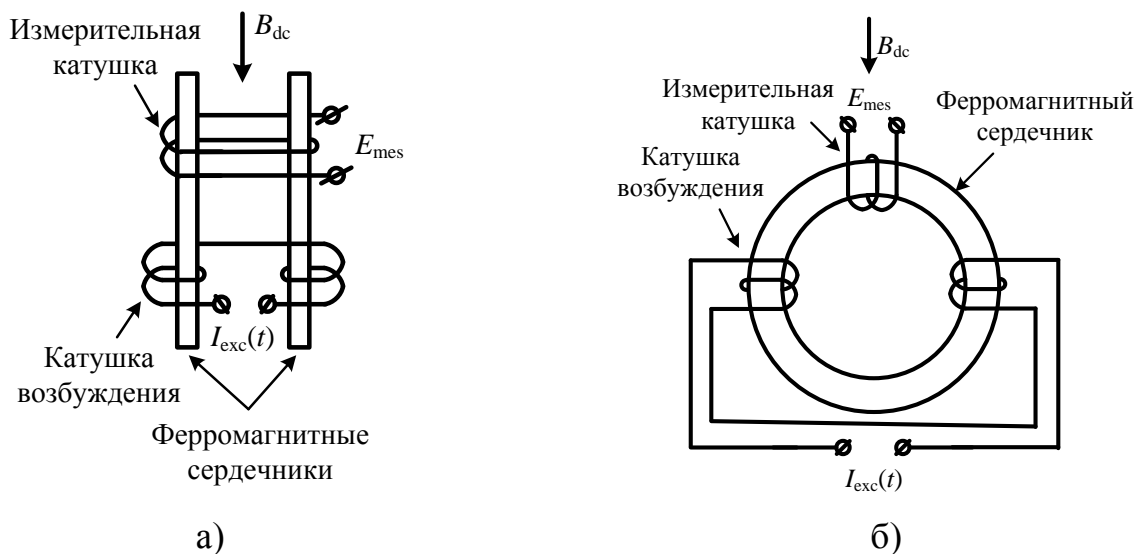 Измерительная
катушка
B_dc
E_mes
I_exc(t)
Катушка
возбуждения
Ферромагнитные
сердечники
а)
B_dc
E_mes
Измерительная
катушка
Ферромагнитный
сердечник
Катушка
возбуждения
I_exc(t)
б)